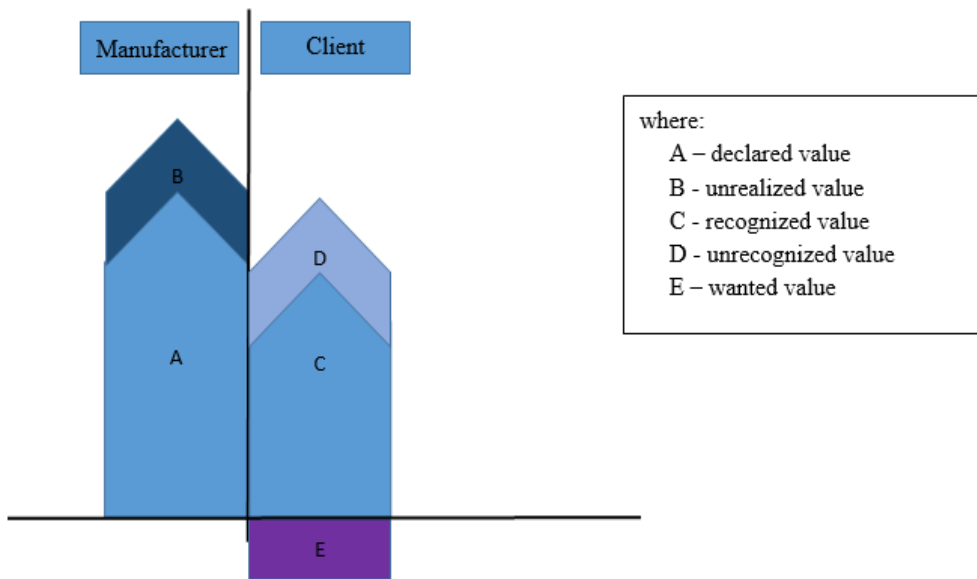 Manufacturer
Client
B
D
A
C
E
where:
A – declared value
B - unrealized value
C - recognized value
D - unrecognized value
E – wanted value